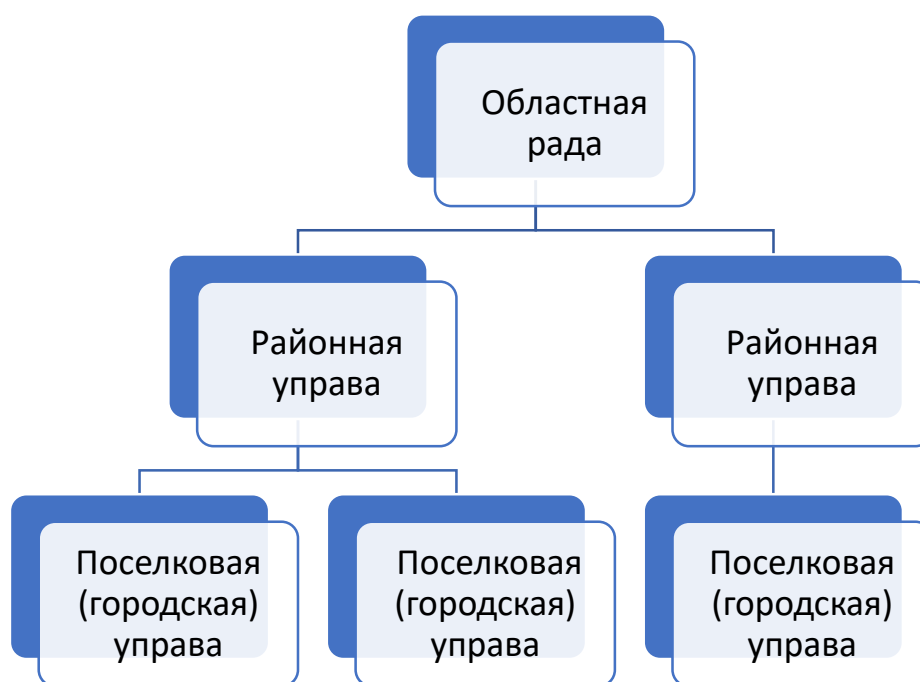 Областная
рада
Районная
управа
Районная
управа
Поселковая
(городская)
управа
Поселковая
(городская)
управа
Поселковая
(городская)
управа